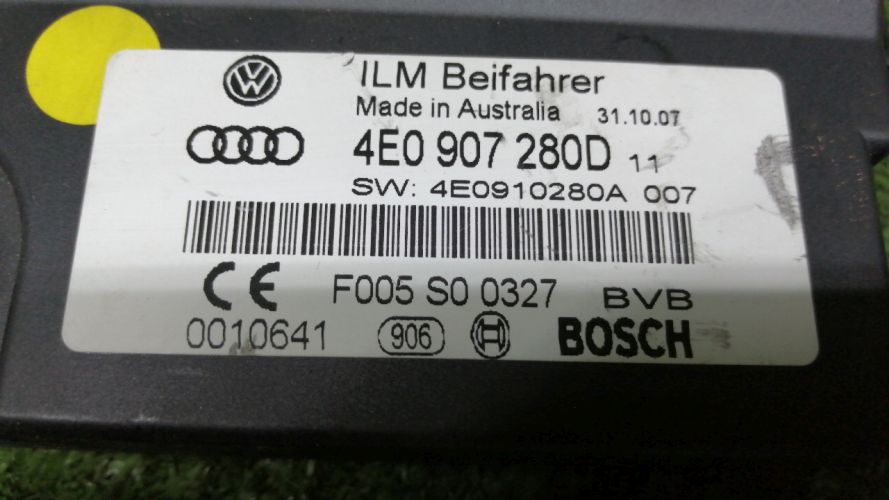 ILM Beifahrer
Made in Australia 31.10.07
4E0 907 280D 11
SW: 4E0910280A 007
CE F005 S0 0327 BVB
0010641 906 BOSCH